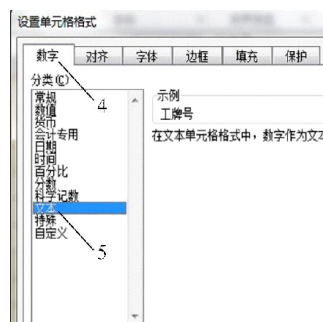 设置单元格格式
数字 对齐 字体 边框 填充 保护
分类(C)
常规
数值
货币
会计专用
日期
时间
百分比
分数
科学记数
文本
特殊
自定义
4
5
示例
工牌号
在文本单元格格式中，数字作为文本